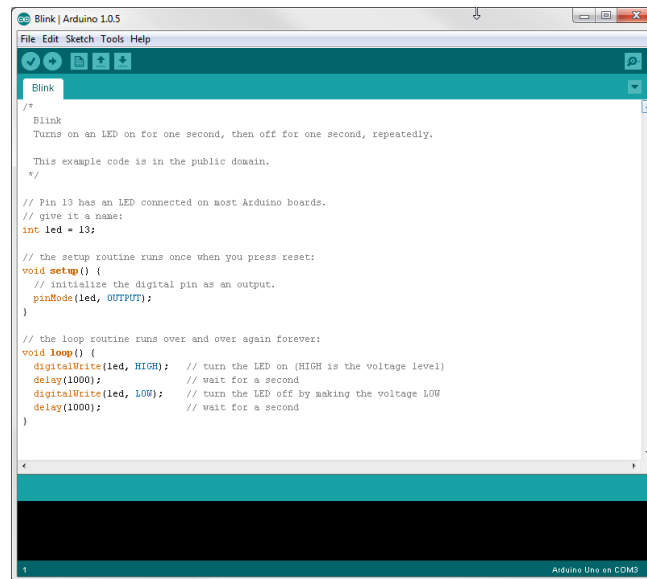 Blink | Arduino 1.0.5
File Edit Sketch Tools Help
Blink
/*
  Blink
  Turns on an LED on for one second, then off for one second, repeatedly.

  This example code is in the public domain.
 */

// Pin 13 has an LED connected on most Arduino boards.
// give it a name:
int led = 13;

// the setup routine runs once when you press reset:
void setup() {
  // initialize the digital pin as an output.
  pinMode(led, OUTPUT);
}

// the loop routine runs over and over again forever:
void loop() {
  digitalWrite(led, HIGH);   // turn the LED on (HIGH is the voltage level)
  delay(1000);               // wait for a second
  digitalWrite(led, LOW);    // turn the LED off by making the voltage LOW
  delay(1000);               // wait for a second
}
1 Arduino Uno on COM3